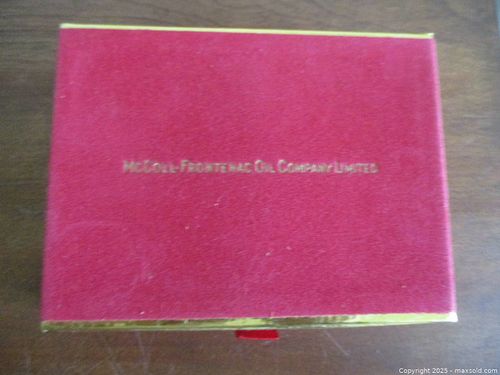 McColl-Frontenac Oil Company Limited
Copyright 2025 - maxsold.com